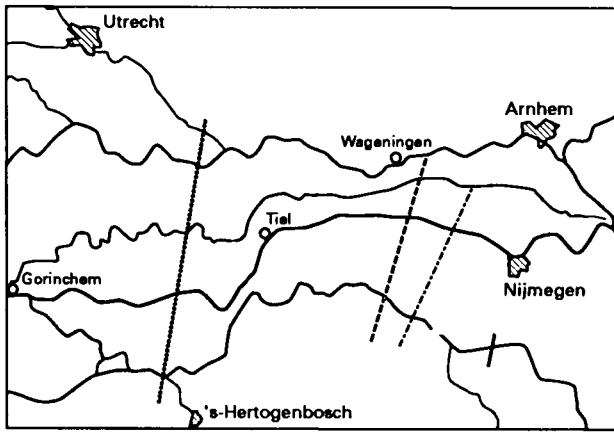 Utrecht
Arnhem
Wageningen
Tiel
Gorinchem
Nijmegen
's-Hertogenbosch